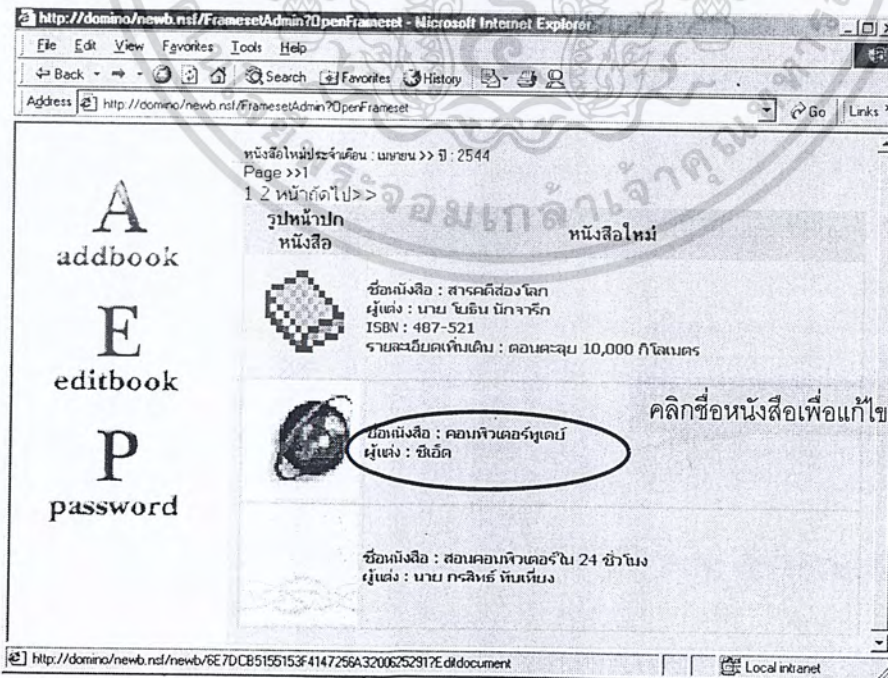 http://domino/newb.nsf/FramesetAdmin?OpenFrameset - Microsoft Internet Explorer
File Edit View Favorites Tools Help
Back Search Favorites History
Address http://domino/newb.nsf/FramesetAdmin?OpenFrameset Go Links
หนังสือใหม่ประจำเดือน : เมษายน >> ปี : 2544
Page >>1
1 2 หน้าถัดไป>>
รูปหน้าปก
หนังสือ
หนังสือใหม่
A
addbook
E
editbook
P
password
ชื่อหนังสือ : สารคดีส่องโลก
ผู้แต่ง : นาย โยธิน นักจารึก
ISBN : 487-521
รายละเอียดเพิ่มเติม : ตอนตะลุย 10,000 กิโลเมตร
คลิกชื่อหนังสือเพื่อแก้ไข
ชื่อหนังสือ : คอมพิวเตอร์ทูเดย์
ผู้แต่ง : ซีเอ็ด
ชื่อหนังสือ : สอนคอมพิวเตอร์ใน 24 ชั่วโมง
ผู้แต่ง : นาย กรสิทธ์ ทันเที่ยง
http://domino/newb.nsf/newb/6E7DCB5155153F4147256A3200625291?Editdocument
Local intranet